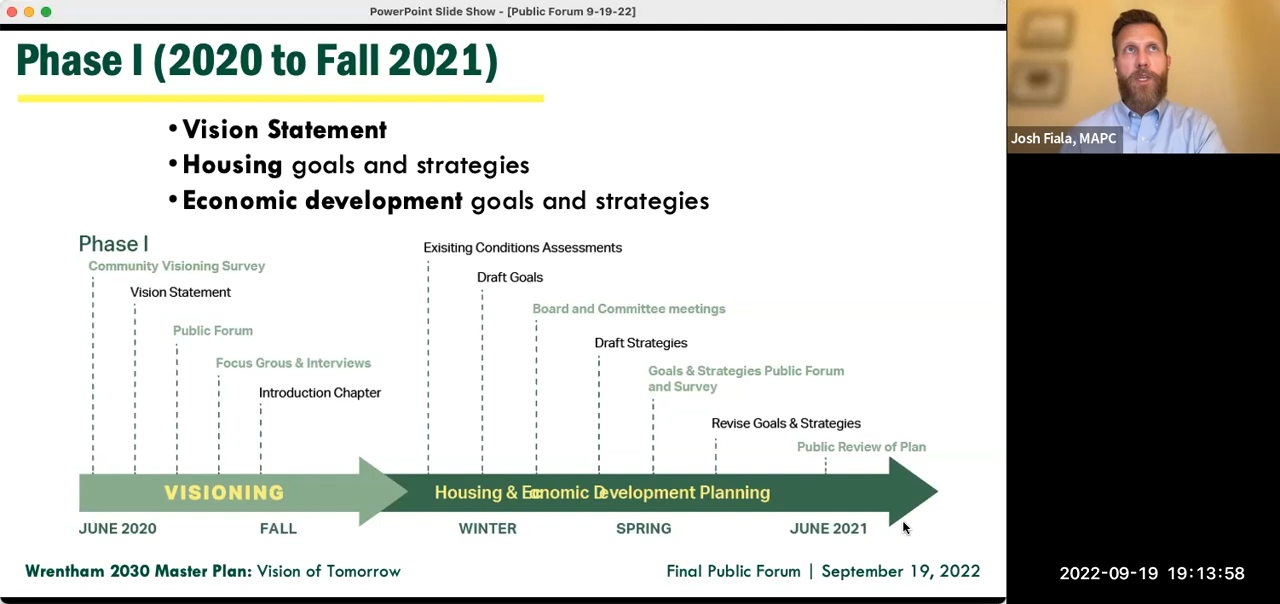 PowerPoint Slide Show - [Public Forum 9-19-22]
Phase I (2020 to Fall 2021)
• Vision Statement
• Housing goals and strategies
• Economic development goals and strategies
Phase I
Community Visioning Survey
Vision Statement
Public Forum
Focus Grous & Interviews
Introduction Chapter
Exisiting Conditions Assessments
Draft Goals
Board and Committee meetings
Draft Strategies
Goals & Strategies Public Forum
and Survey
Revise Goals & Strategies
Public Review of Plan
VISIONING
Housing & Economic Development Planning
JUNE 2020
FALL
WINTER
SPRING
JUNE 2021
Wrentham 2030 Master Plan: Vision of Tomorrow
Final Public Forum | September 19, 2022
Josh Fiala, MAPC
2022-09-19 19:13:58